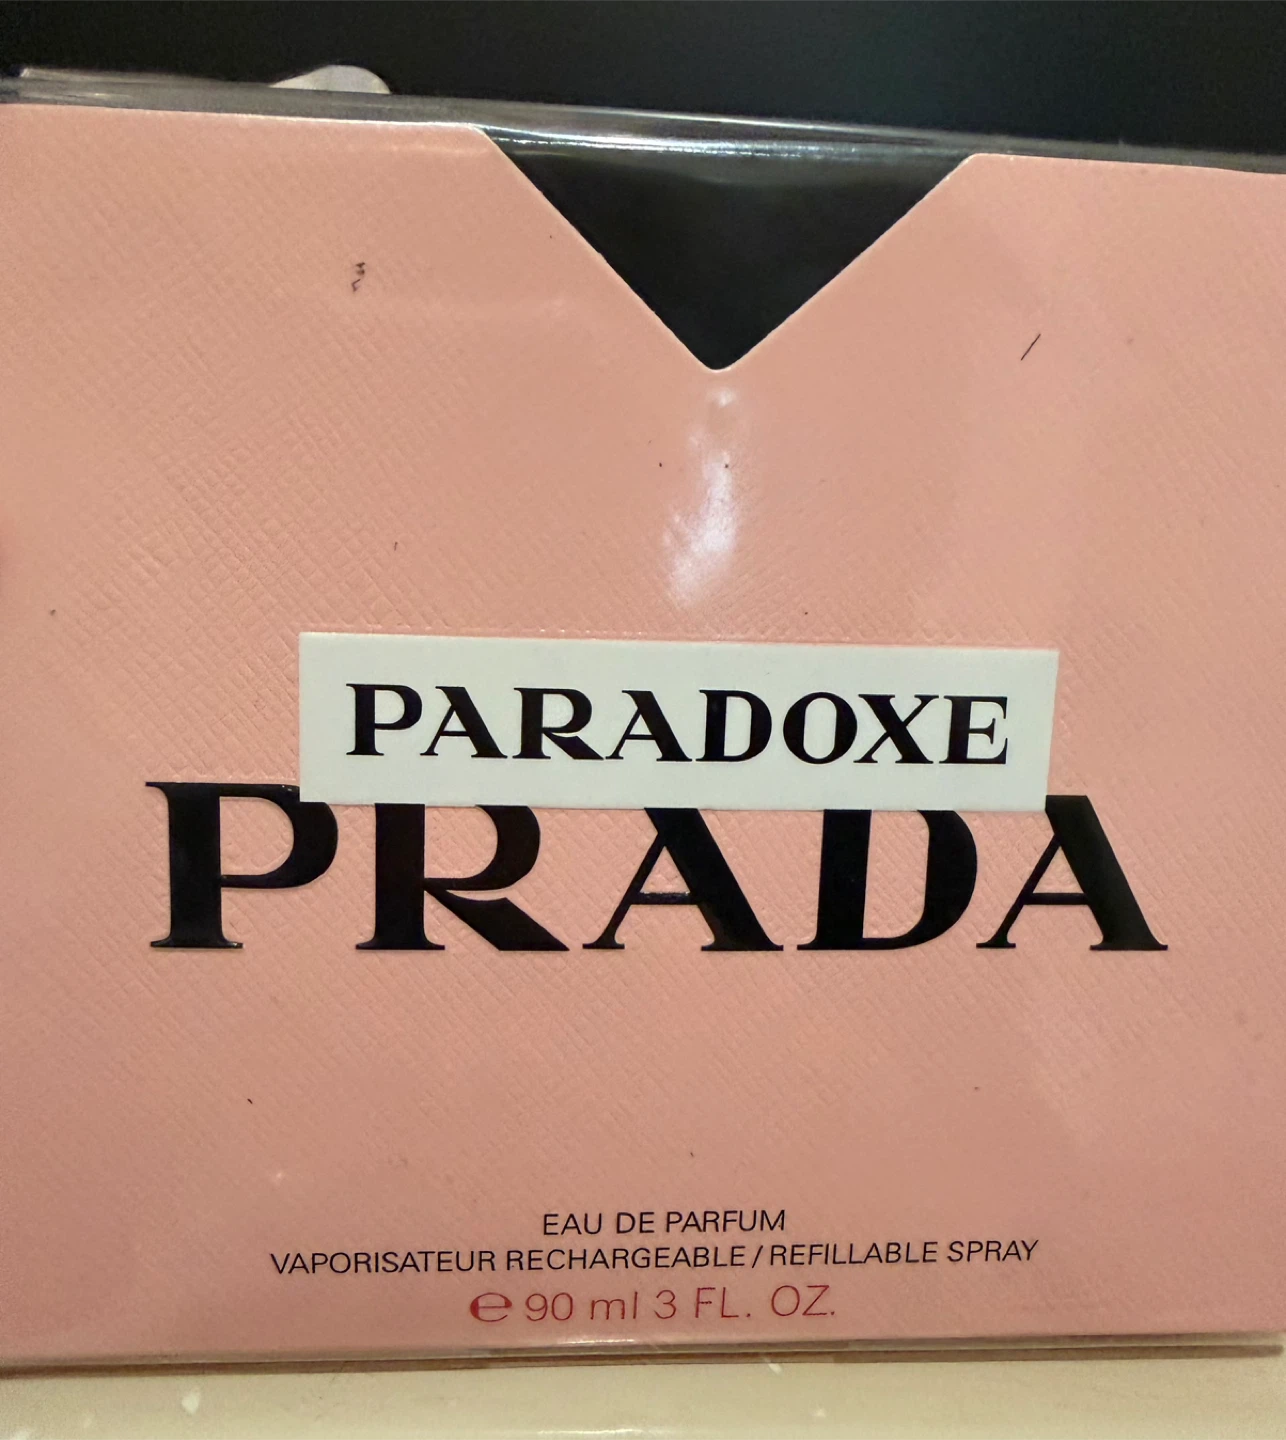 PARADOXE
PRADA
EAU DE PARFUM
VAPORISATEUR RECHARGEABLE / REFILLABLE SPRAY
℮ 90 ml 3 FL. OZ.